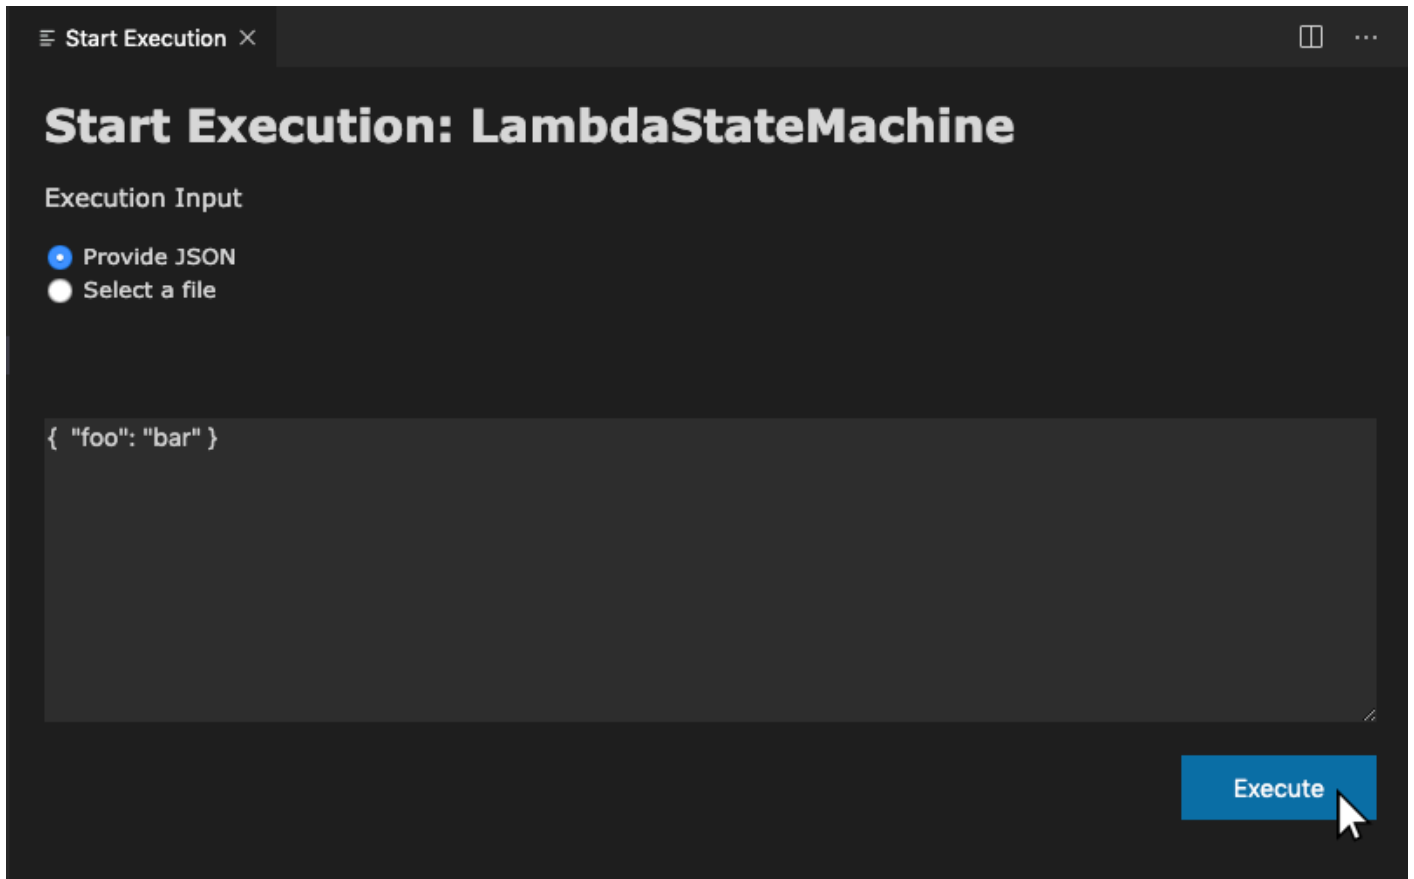 Start Execution
Start Execution: LambdaStateMachine
Execution Input
Provide JSON
Select a file
{  "foo": "bar" }
Execute